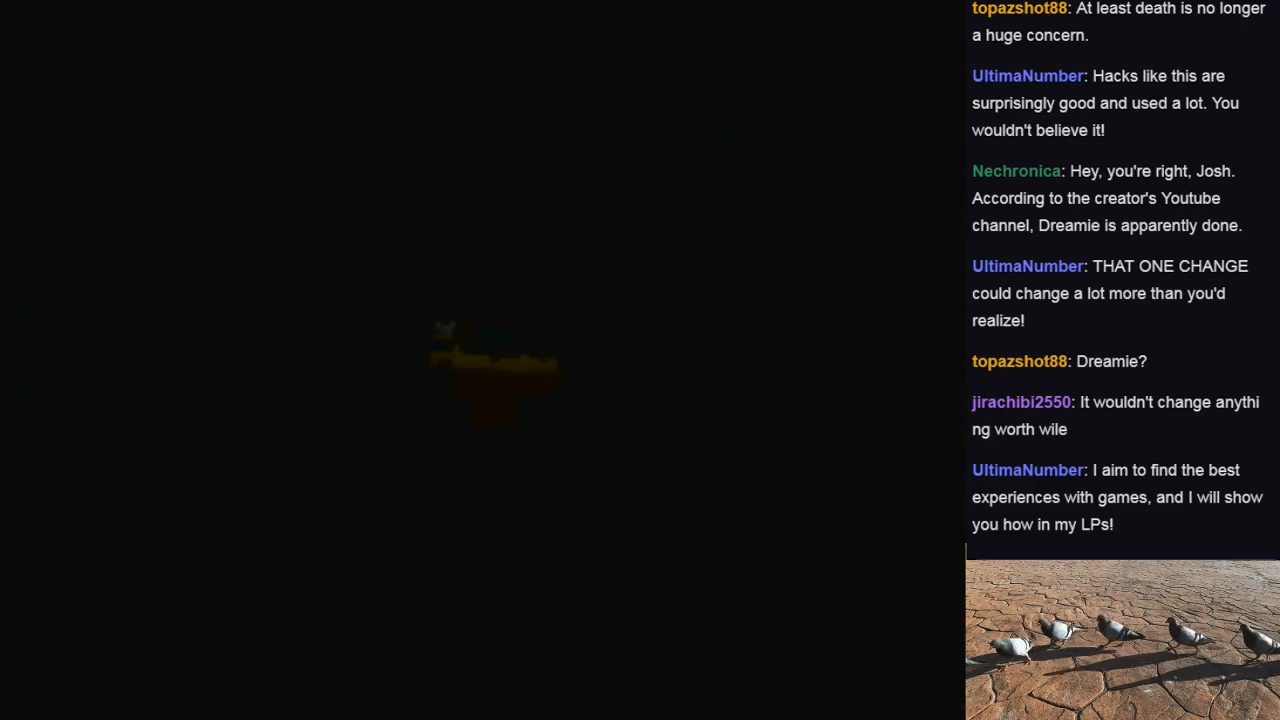 topazshot88: At least death is no longer
a huge concern.
UltimaNumber: Hacks like this are
surprisingly good and used a lot. You
wouldn't believe it!
Nechronica: Hey, you're right, Josh.
According to the creator's Youtube
channel, Dreamie is apparently done.
UltimaNumber: THAT ONE CHANGE
could change a lot more than you'd
realize!
topazshot88: Dreamie?
jirachibi2550: It wouldn't change anythi
ng worth wile
UltimaNumber: I aim to find the best
experiences with games, and I will show
you how in my LPs!